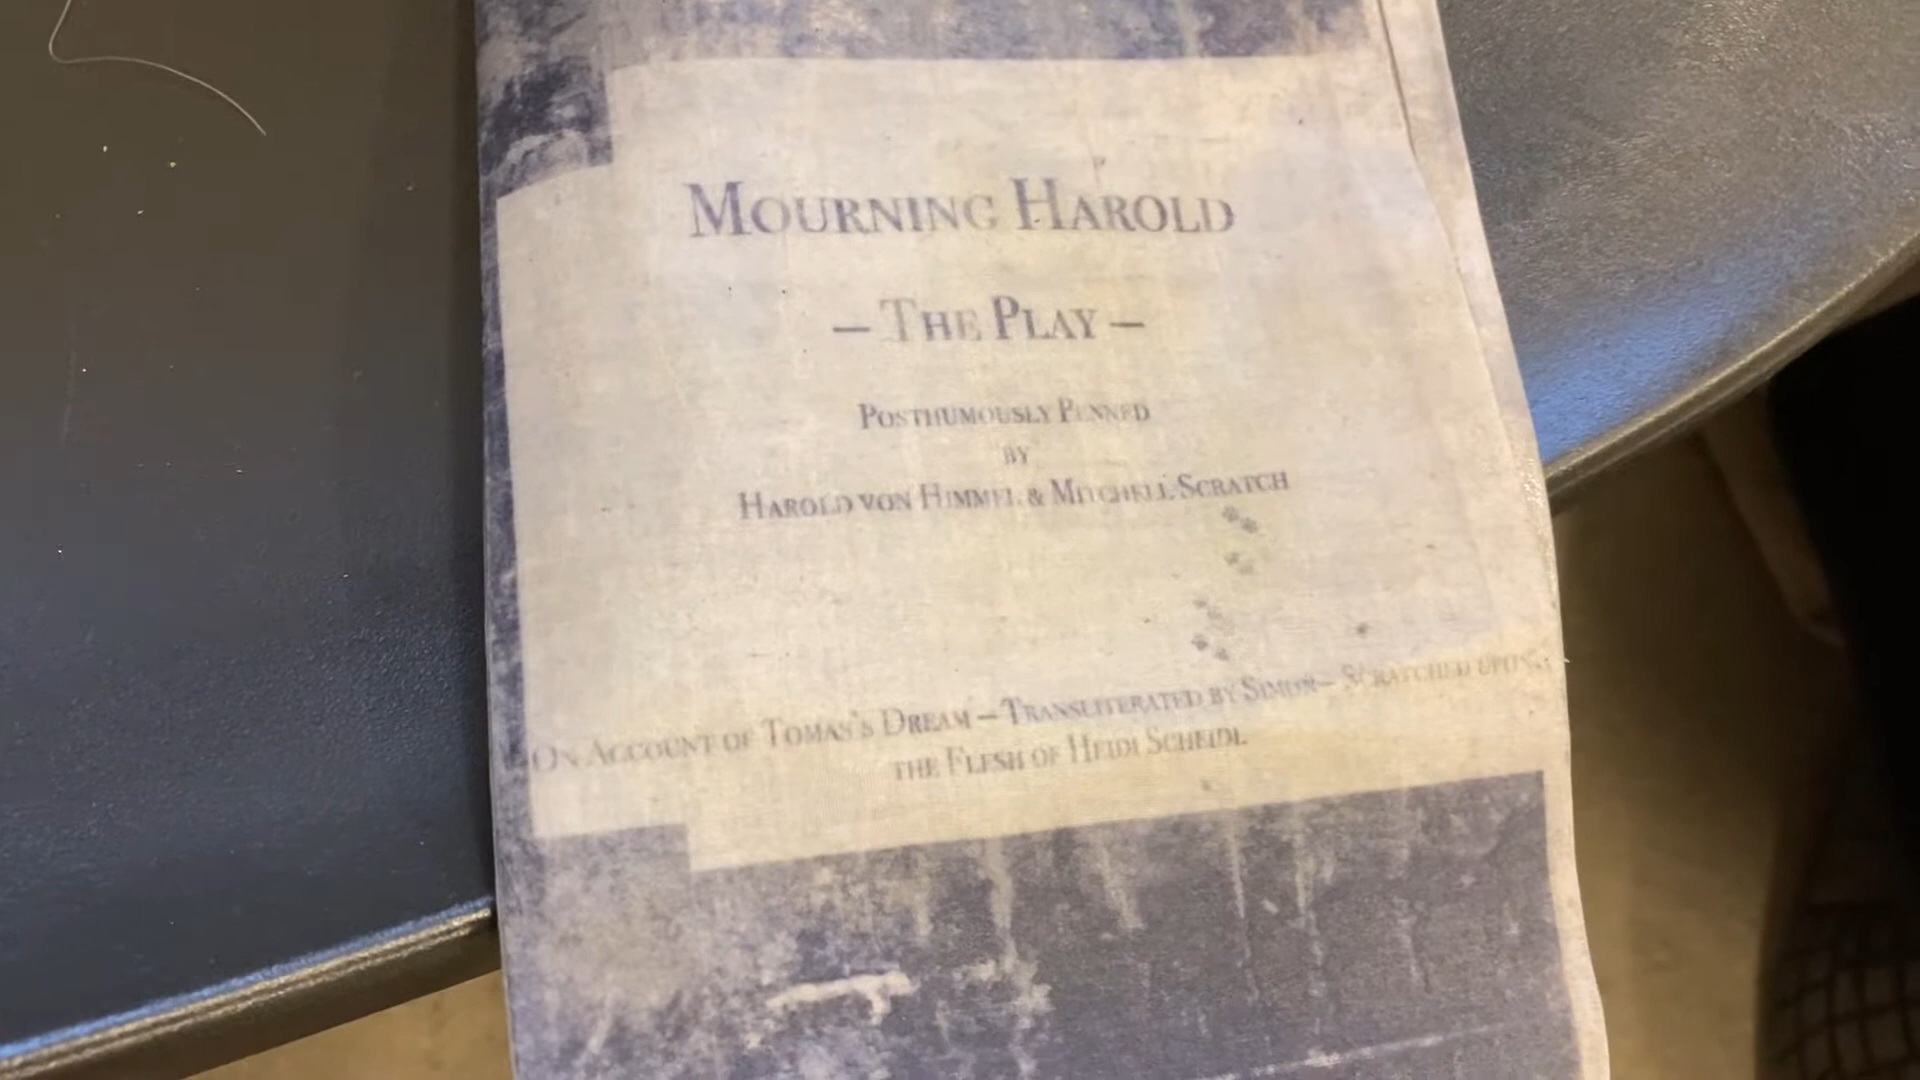 MOURNING HAROLD
– THE PLAY –
POSTHUMOUSLY PENNED
BY
HAROLD VON HIMMEL & MITCHELL SCRATCH
ON ACCOUNT OF TOMAS'S DREAM – TRANSLITERATED BY SIMON – SCRATCHED UPON
THE FLESH OF HEIDI SCHEIDL